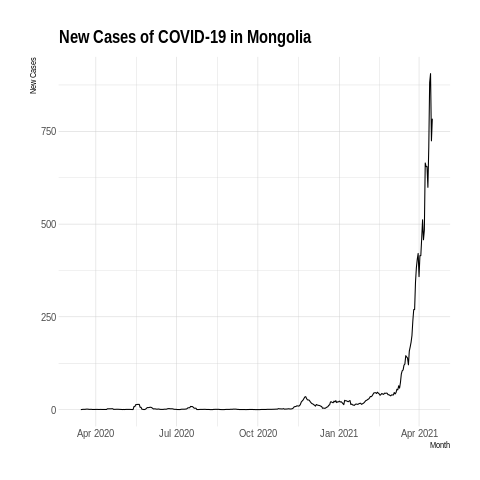 New Cases of COVID-19 in Mongolia
New Cases
750
500
250
0
Apr 2020 Jul 2020 Oct 2020 Jan 2021 Apr 2021
Month